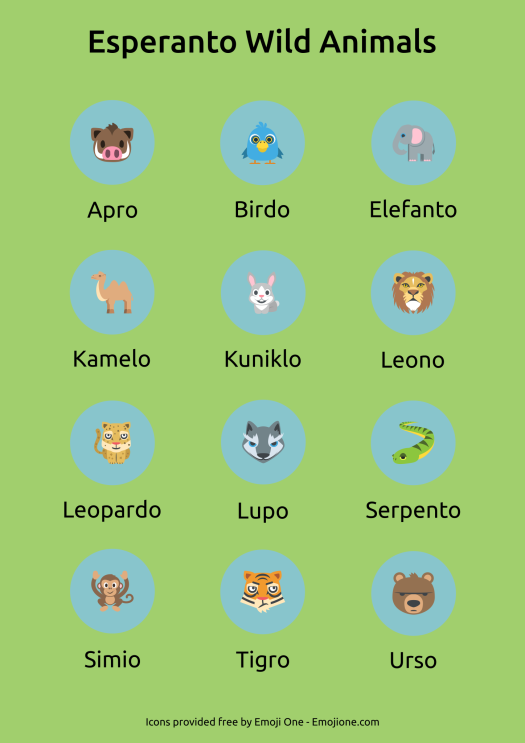 Esperanto Wild Animals
Apro Birdo Elefanto
Kamelo Kuniklo Leono
Leopardo Lupo Serpento
Simio Tigro Urso
Icons provided free by Emoji One - Emojione.com